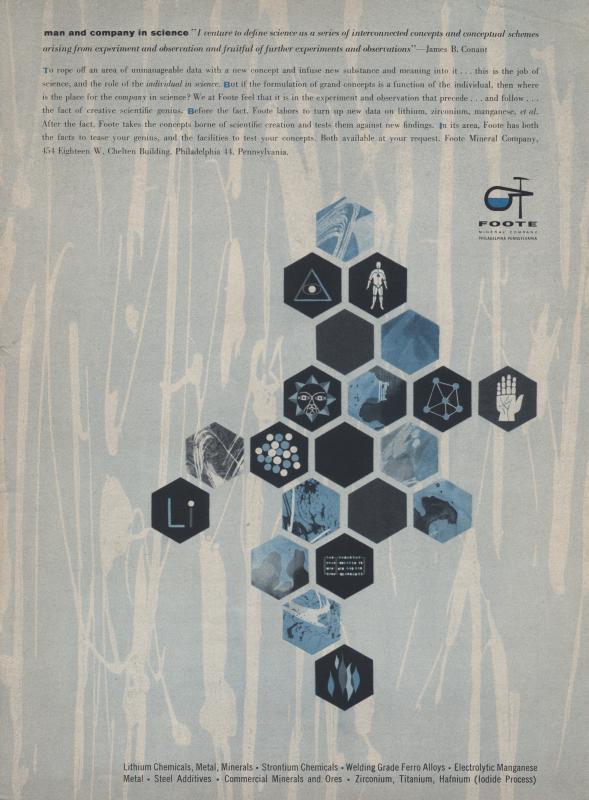 man and company in science "I venture to define science as a series of interconnected concepts and conceptual schemes
arising from experiment and observation and fruitful of further experiments and observations"—James B. Conant
To rope off an area of unmanageable data with a new concept and infuse new substance and meaning into it . . . this is the job of
science, and the role of the individual in science. But if the formulation of grand concepts is a function of the individual, then where
is the place for the company in science? We at Foote feel that it is in the experiment and observation that precede . . . and follow . . .
the fact of creative scientific genius. Before the fact, Foote labors to turn up new data on lithium, zirconium, manganese, et al.
After the fact, Foote takes the concepts borne of scientific creation and tests them against new findings. In its area, Foote has both
the facts to tease your genius, and the facilities to test your concepts. Both available at your request. Foote Mineral Company,
454 Eighteen W. Chelten Building, Philadelphia 44, Pennsylvania.
FOOTE
MINERAL COMPANY
PHILADELPHIA PENNSYLVANIA
Li
Lithium Chemicals, Metal, Minerals • Strontium Chemicals • Welding Grade Ferro Alloys • Electrolytic Manganese
Metal • Steel Additives • Commercial Minerals and Ores • Zirconium, Titanium, Hafnium (Iodide Process)